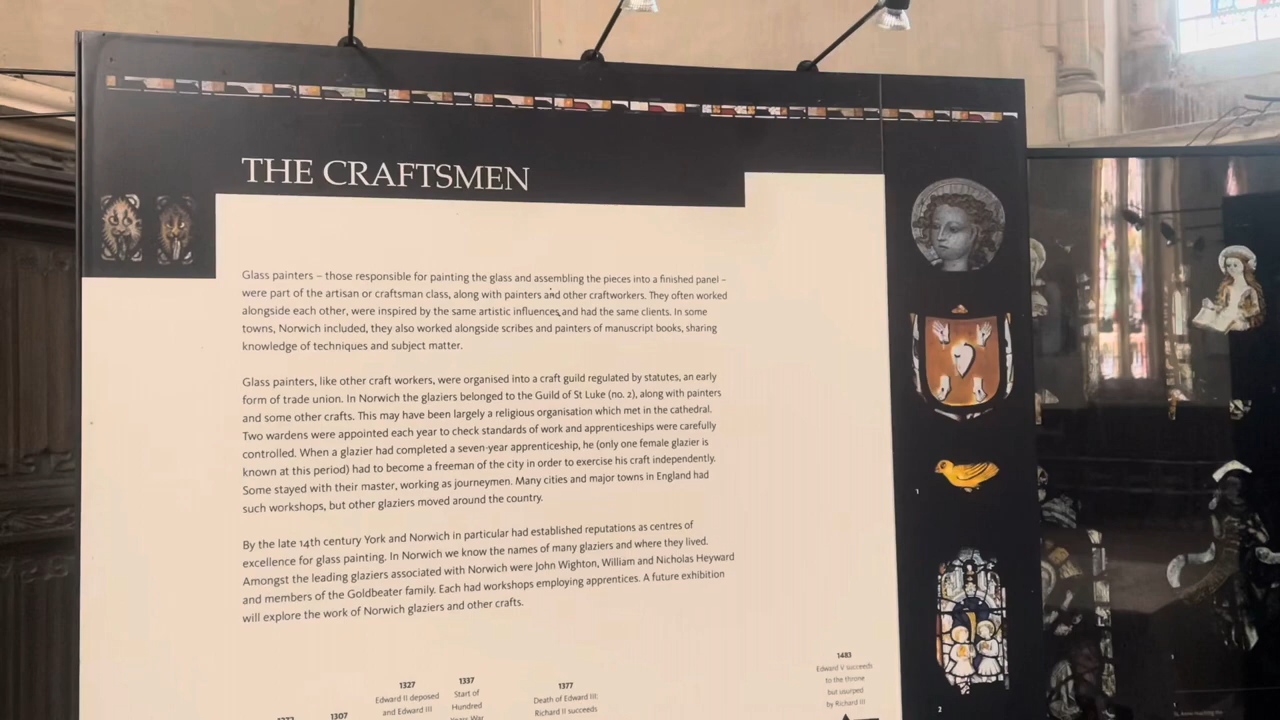 THE CRAFTSMEN
Glass painters – those responsible for painting the glass and assembling the pieces into a finished panel –
were part of the artisan or craftsman class, along with painters and other craftworkers. They often worked
alongside each other, were inspired by the same artistic influences and had the same clients. In some
towns, Norwich included, they also worked alongside scribes and painters of manuscript books, sharing
knowledge of techniques and subject matter.
Glass painters, like other craft workers, were organised into a craft guild regulated by statutes, an early
form of trade union. In Norwich the glaziers belonged to the Guild of St Luke (no. 2), along with painters
and some other crafts. This may have been largely a religious organisation which met in the cathedral.
Two wardens were appointed each year to check standards of work and apprenticeships were carefully
controlled. When a glazier had completed a seven-year apprenticeship, he (only one female glazier is
known at this period) had to become a freeman of the city in order to exercise his craft independently.
Some stayed with their master, working as journeymen. Many cities and major towns in England had
such workshops, but other glaziers moved around the country.
By the late 14th century York and Norwich in particular had established reputations as centres of
excellence for glass painting. In Norwich we know the names of many glaziers and where they lived.
Amongst the leading glaziers associated with Norwich were John Wighton, William and Nicholas Heyward
and members of the Goldbeater family. Each had workshops employing apprentices. A future exhibition
will explore the work of Norwich glaziers and other crafts.
1307
1327
Edward II deposed
and Edward III
1337
Start of
Hundred
Years War
1377
Death of Edward III;
Richard II succeeds
1483
Edward V succeeds
to the throne
but usurped
by Richard III
1
2